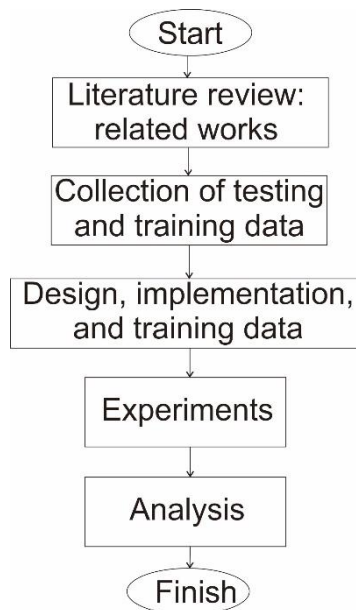 Start
Literature review:
related works
Collection of testing
and training data
Design, implementation,
and training data
Experiments
Analysis
Finish